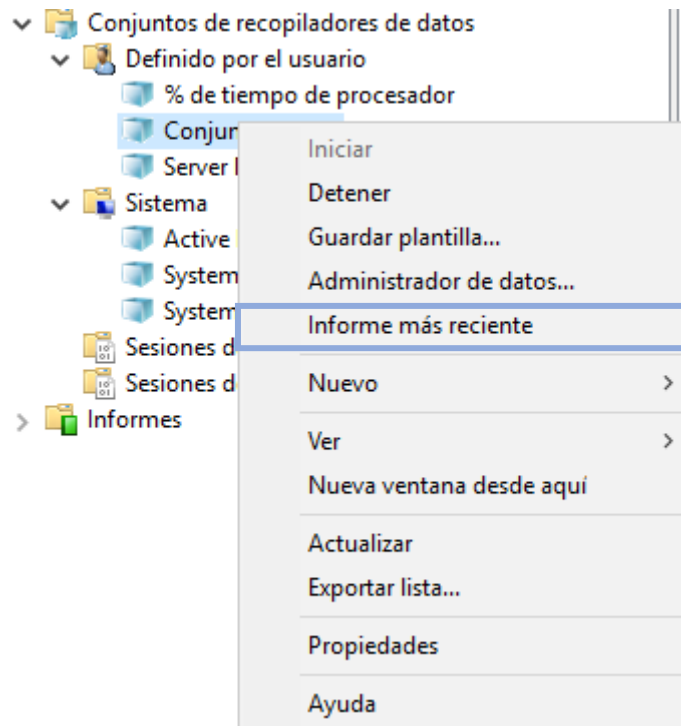 Conjuntos de recopiladores de datos
Definido por el usuario
% de tiempo de procesador
Server
Sistema
Active
System
System
Sesiones d
Sesiones d
Informes
Iniciar
Detener
Guardar plantilla...
Administrador de datos...
Informe más reciente
Nuevo
Ver
Nueva ventana desde aquí
Actualizar
Exportar lista...
Propiedades
Ayuda